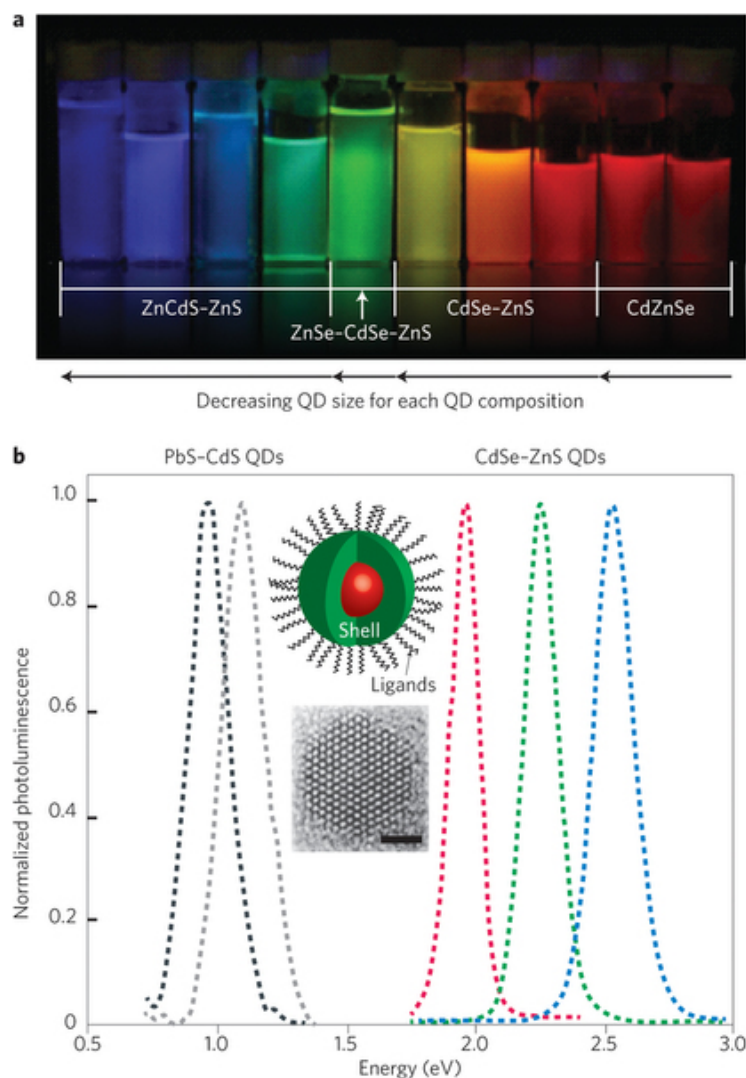 a
ZnCdS–ZnS
ZnSe–CdSe–ZnS
CdSe–ZnS
CdZnSe
Decreasing QD size for each QD composition
b
PbS–CdS QDs
CdSe–ZnS QDs
1.0
0.8
0.6
0.4
0.2
0
Normalized photoluminescence
Shell
Ligands
0.5
1.0
1.5
2.0
2.5
3.0
Energy (eV)